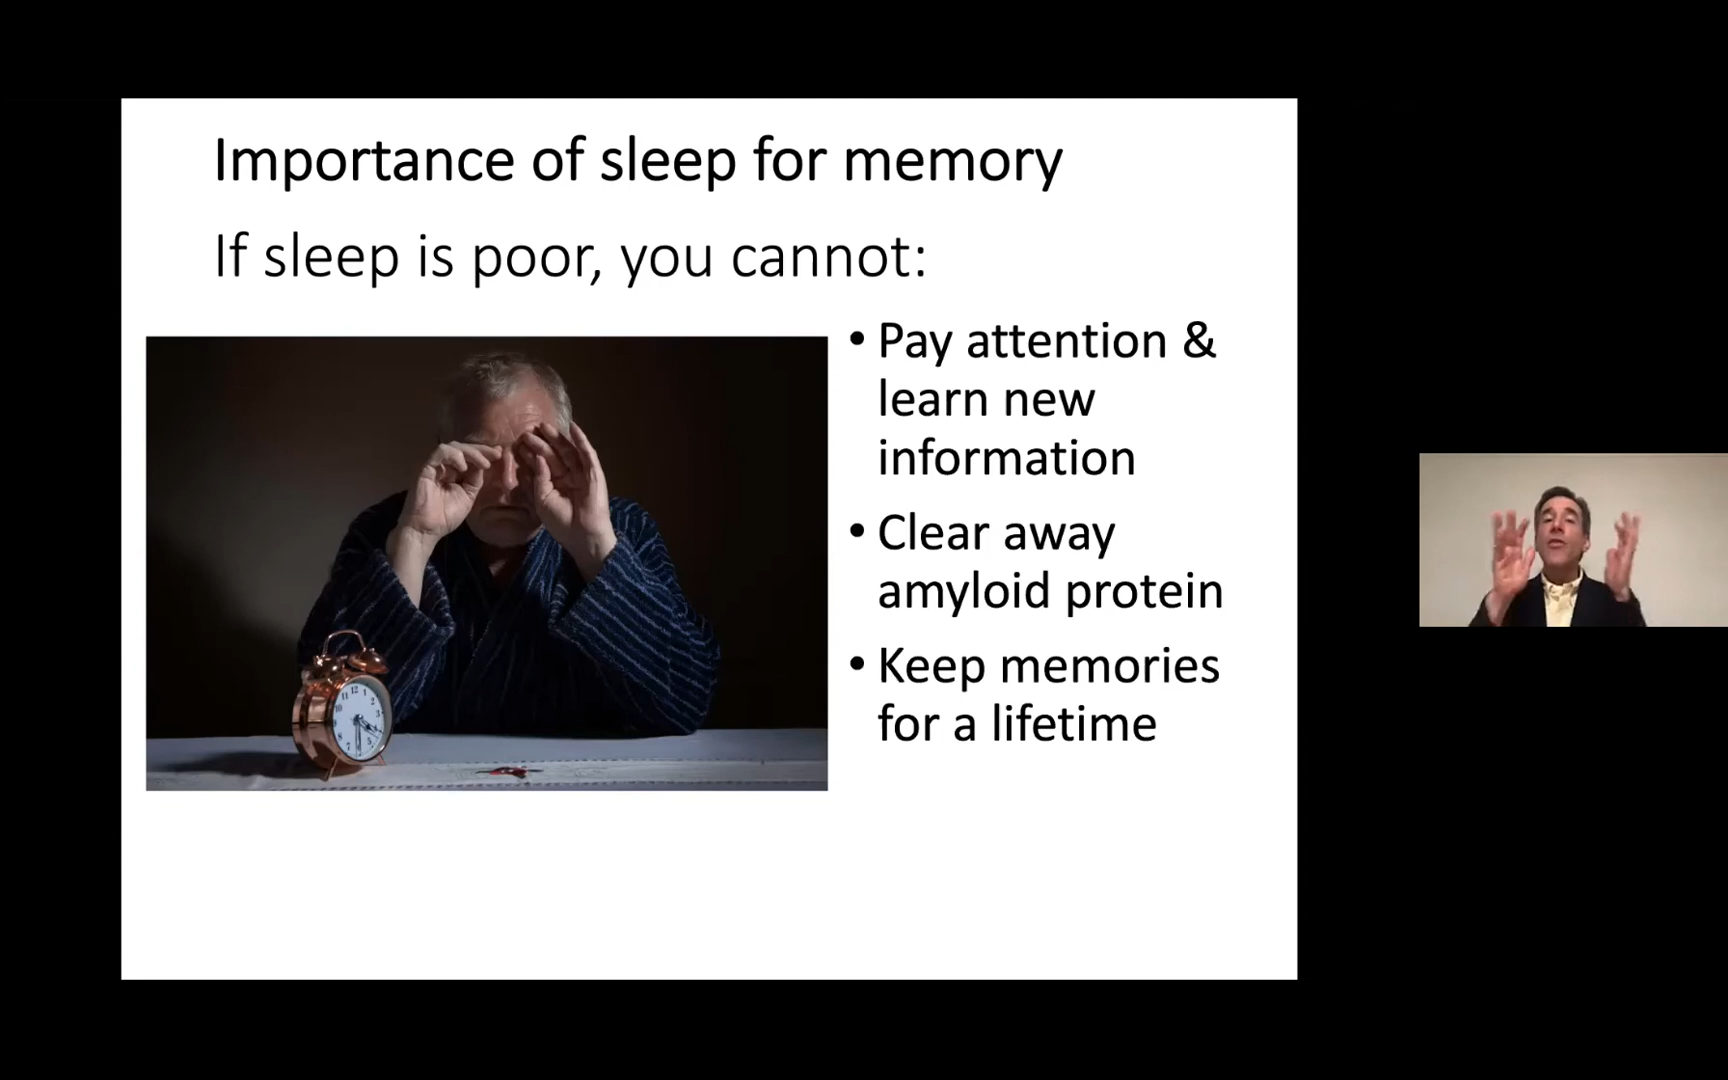 Importance of sleep for memory
If sleep is poor, you cannot:
• Pay attention &
learn new
information
• Clear away
amyloid protein
• Keep memories
for a lifetime